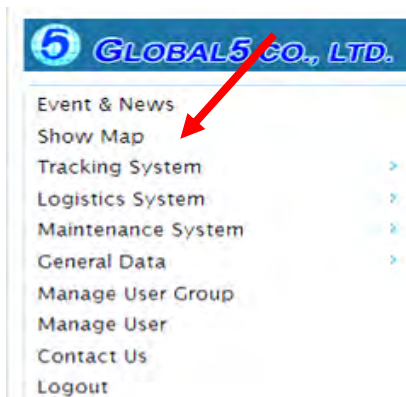 5 GLOBAL5 CO., LTD.
Event & News
Show Map
Tracking System >
Logistics System >
Maintenance System >
General Data >
Manage User Group
Manage User
Contact Us
Logout